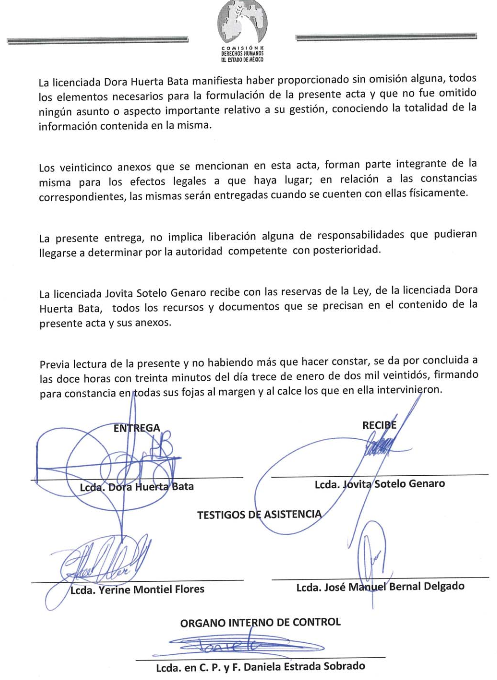 COMISIÓN DE
DERECHOS HUMANOS
DEL ESTADO DE MÉXICO
La licenciada Dora Huerta Bata manifiesta haber proporcionado sin omisión alguna, todos
los elementos necesarios para la formulación de la presente acta y que no fue omitido
ningún asunto o aspecto importante relativo a su gestión, conociendo la totalidad de la
información contenida en la misma.
Los veinticinco anexos que se mencionan en esta acta, forman parte integrante de la
misma para los efectos legales a que haya lugar; en relación a las constancias
correspondientes, las mismas serán entregadas cuando se cuenten con ellas físicamente.
La presente entrega, no implica liberación alguna de responsabilidades que pudieran
llegarse a determinar por la autoridad competente con posterioridad.
La licenciada Jovita Sotelo Genaro recibe con las reservas de la Ley, de la licenciada Dora
Huerta Bata, todos los recursos y documentos que se precisan en el contenido de la
presente acta y sus anexos.
Previa lectura de la presente y no habiendo más que hacer constar, se da por concluida a
las doce horas con treinta minutos del día trece de enero de dos mil veintidós, firmando
para constancia en todas sus fojas al margen y al calce los que en ella intervinieron.
ENTREGA
RECIBE
Lcda. Dora Huerta Bata
Lcda. Jovita Sotelo Genaro
TESTIGOS DE ASISTENCIA
Lcda. Yerine Montiel Flores
Lcda. José Manuel Bernal Delgado
ORGANO INTERNO DE CONTROL
Lcda. en C. P. y F. Daniela Estrada Sobrado